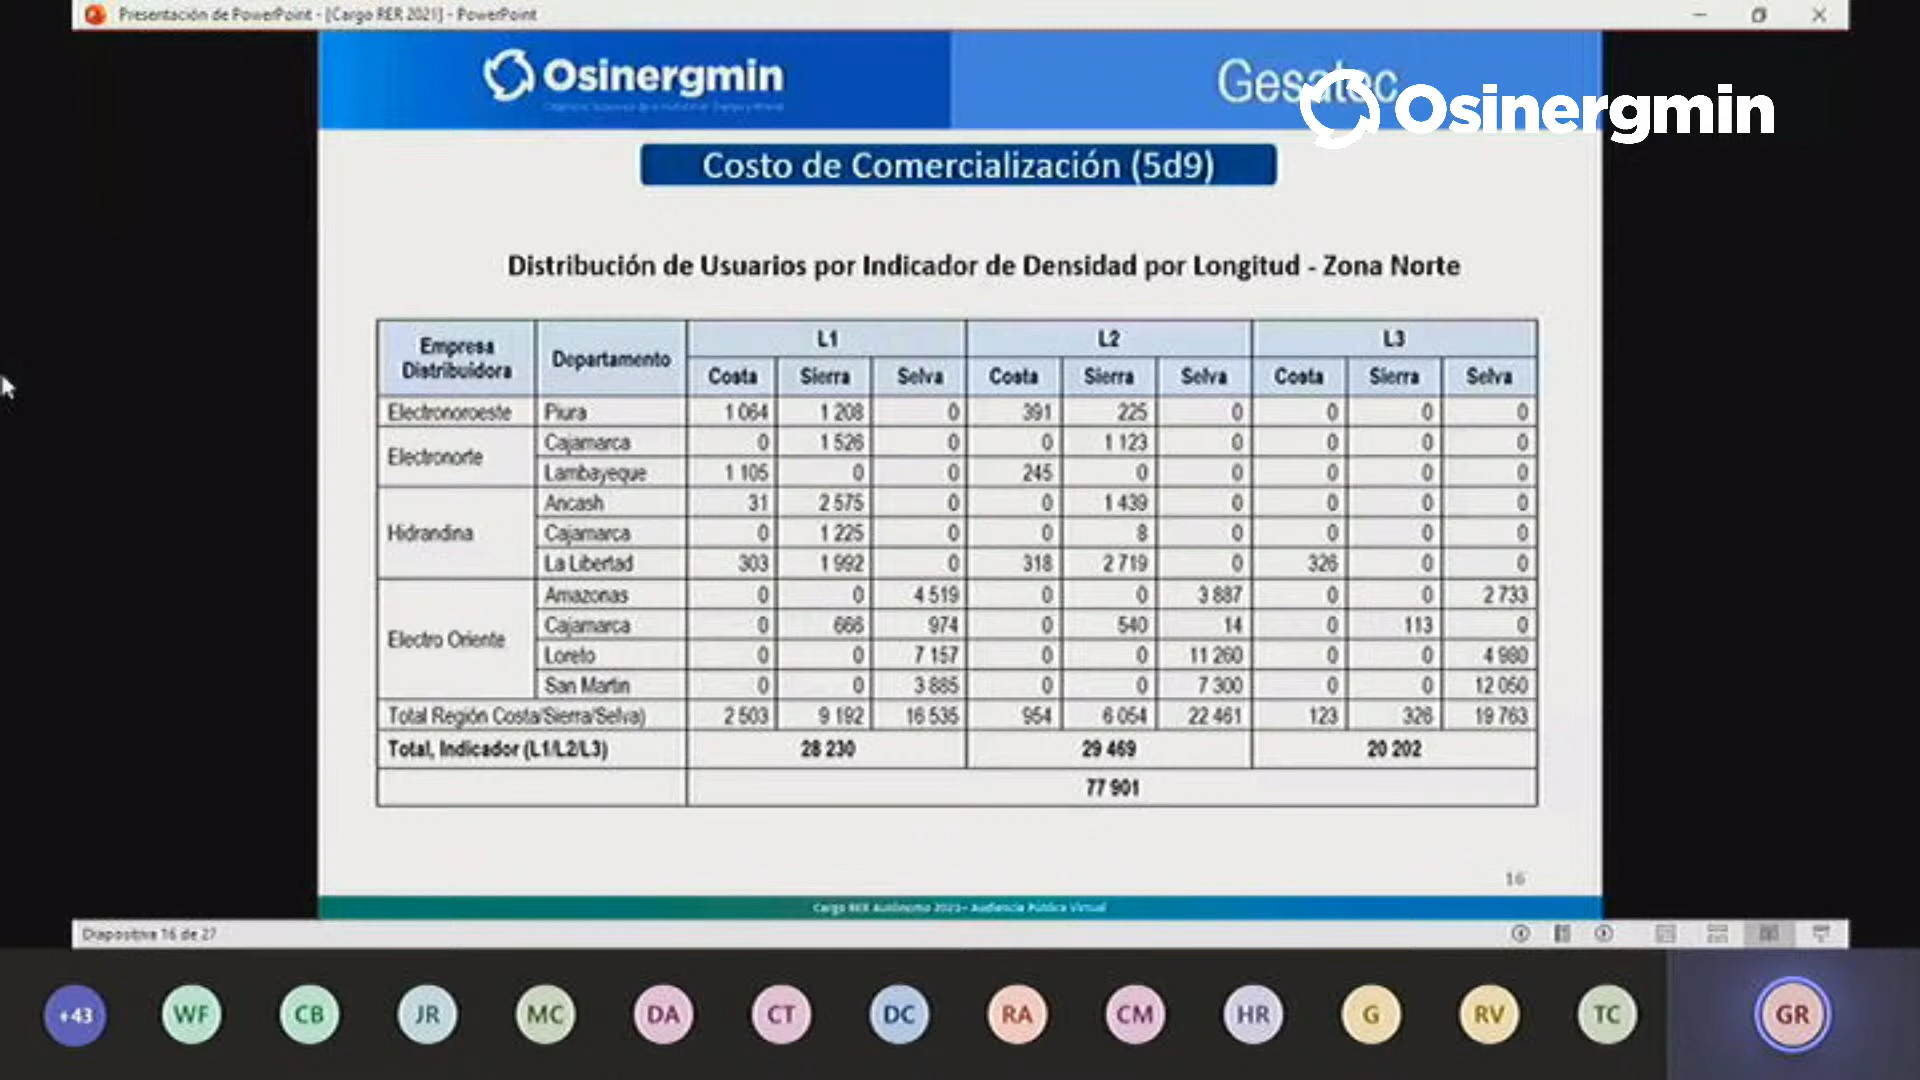 Presentación de PowerPoint - [Cargo RER 2021] - PowerPoint
Osinergmin
Gesatec
Osinergmin
Costo de Comercialización (5d9)
Distribución de Usuarios por Indicador de Densidad por Longitud - Zona Norte
Empresa Distribuidora Departamento L1 L2 L3
Costa Sierra Selva Costa Sierra Selva Costa Sierra Selva
Electronoroeste Piura 1 064 1 208 0 391 225 0 0 0 0
Electronorte Cajamarca 0 1 526 0 0 1 123 0 0 0 0
Lambayeque 1 105 0 0 245 0 0 0 0 0
Hidrandina Ancash 31 2 575 0 0 1 439 0 0 0 0
Cajamarca 0 1 225 0 0 8 0 0 0 0
La Libertad 303 1 992 0 318 2 719 0 326 0 0
Electro Oriente Amazonas 0 0 4 519 0 0 3 887 0 0 2 733
Cajamarca 0 666 974 0 540 14 0 113 0
Loreto 0 0 7 157 0 0 11 260 0 0 4 980
San Martin 0 0 3 885 0 0 7 300 0 0 12 050
Total Región Costa/Sierra/Selva) 2 503 9 192 16 535 954 6 054 22 461 123 326 19 763
Total, Indicador (L1/L2/L3) 28 230 29 469 20 202
77 901
16
Cargo RER Autónomo 2021- Audiencia Pública Virtual
Diapositiva 16 de 27
+43 WF CB JR MC DA CT DC RA CM HR G RV TC GR